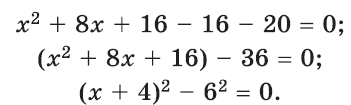 x² + 8x + 16 − 16 − 20 = 0;
(x² + 8x + 16) − 36 = 0;
(x + 4)² − 6² = 0.